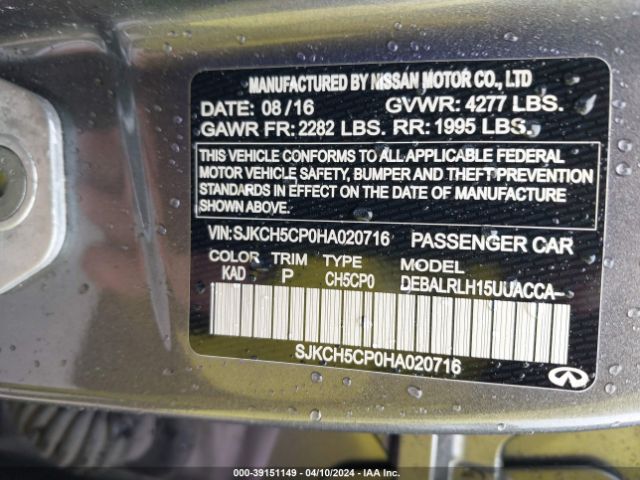 MANUFACTURED BY NISSAN MOTOR CO., LTD
DATE: 08/16 GVWR: 4277 LBS.
GAWR FR: 2282 LBS. RR: 1995 LBS.
THIS VEHICLE CONFORMS TO ALL APPLICABLE FEDERAL
MOTOR VEHICLE SAFETY, BUMPER AND THEFT PREVENTION
STANDARDS IN EFFECT ON THE DATE OF MANUFACTURE
SHOWN ABOVE.
VIN:SJKCH5CP0HA020716 PASSENGER CAR
COLOR TRIM TYPE MODEL
KAD P CH5CP0 DEBALRLH15UUACCA-
SJKCH5CP0HA020716
000-39151149 - 04/10/2024 - IAA Inc.